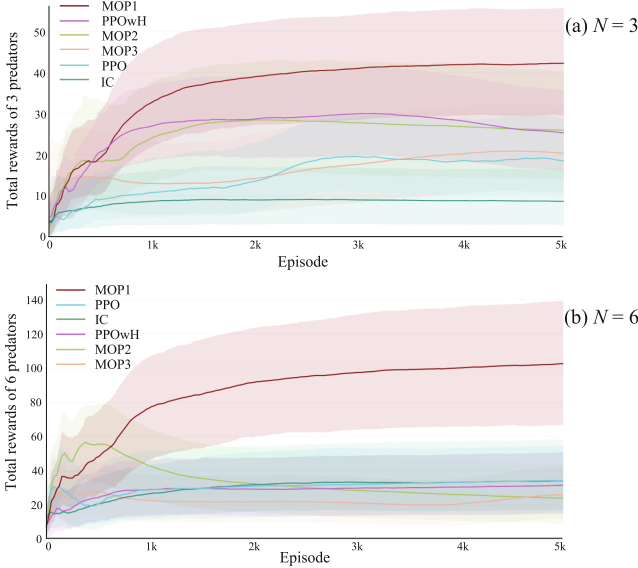 MOP1
PPOwH
MOP2
MOP3
PPO
IC
(a) N = 3
Total rewards of 3 predators
50
40
30
20
10
0
0 1k 2k 3k 4k 5k
Episode
MOP1
PPO
IC
PPOwH
MOP2
MOP3
(b) N = 6
Total rewards of 6 predators
140
120
100
80
60
40
20
0
0 1k 2k 3k 4k 5k
Episode